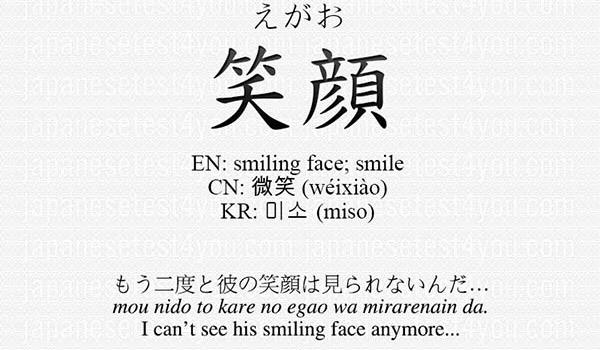 えがお
笑顔
EN: smiling face; smile
CN: 微笑 (wéixiào)
KR: 미소 (miso)
もう二度と彼の笑顔は見られないんだ…
mou nido to kare no egao wa mirarenain da.
I can't see his smiling face anymore...